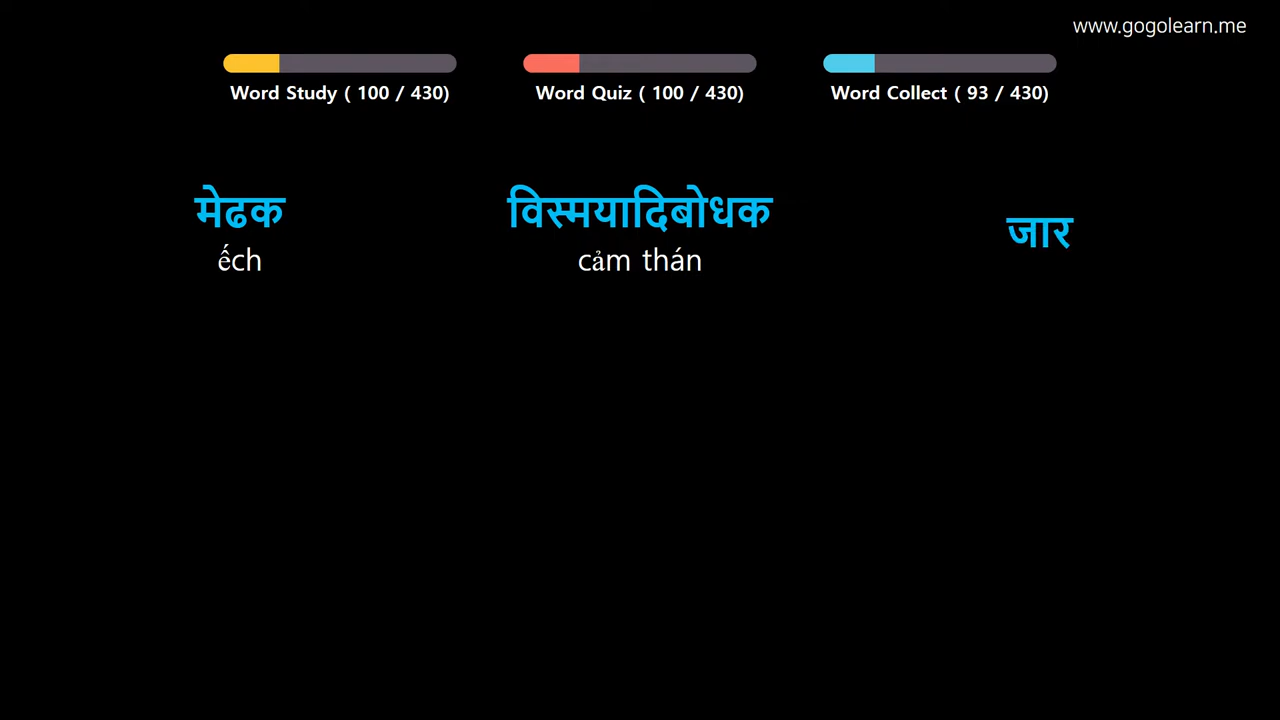 www.gogolearn.me
Word Study ( 100 / 430)
Word Quiz ( 100 / 430)
Word Collect ( 93 / 430)
मेढक
ếch
विस्मयादिबोधक
cảm thán
जार